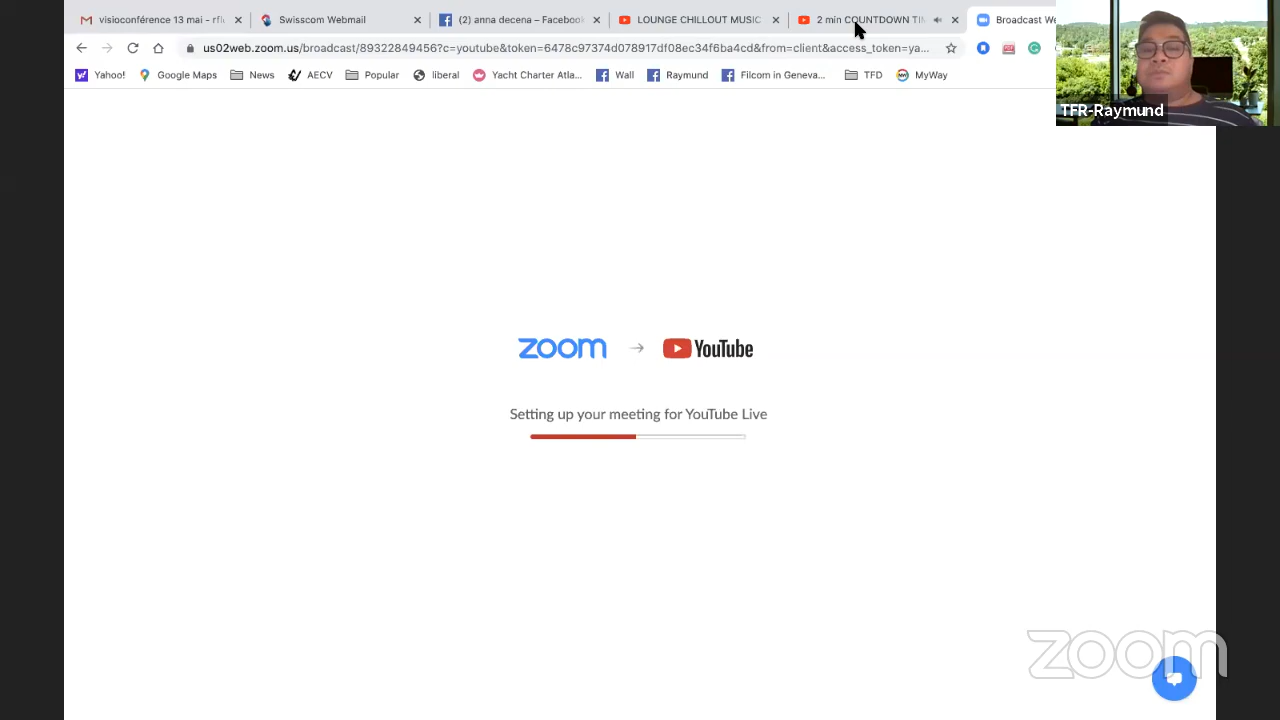 visioconférence 13 mai - rfl
Swisscom Webmail
(2) anna decena – Facebook
LOUNGE CHILLOUT MUSIC
2 min COUNTDOWN TI
Broadcast We
us02web.zoom.us/broadcast/89322849456?c=youtube&token=6478c97374d078917df08ec34f6ba4cd&from=client&access_token=ya...
Yahoo!
Google Maps
News
AECV
Popular
liberal
Yacht Charter Atla...
Wall
Raymund
Filcom in Geneva...
TFD
MyWay
TFR-Raymund
zoom → YouTube
Setting up your meeting for YouTube Live
zoom